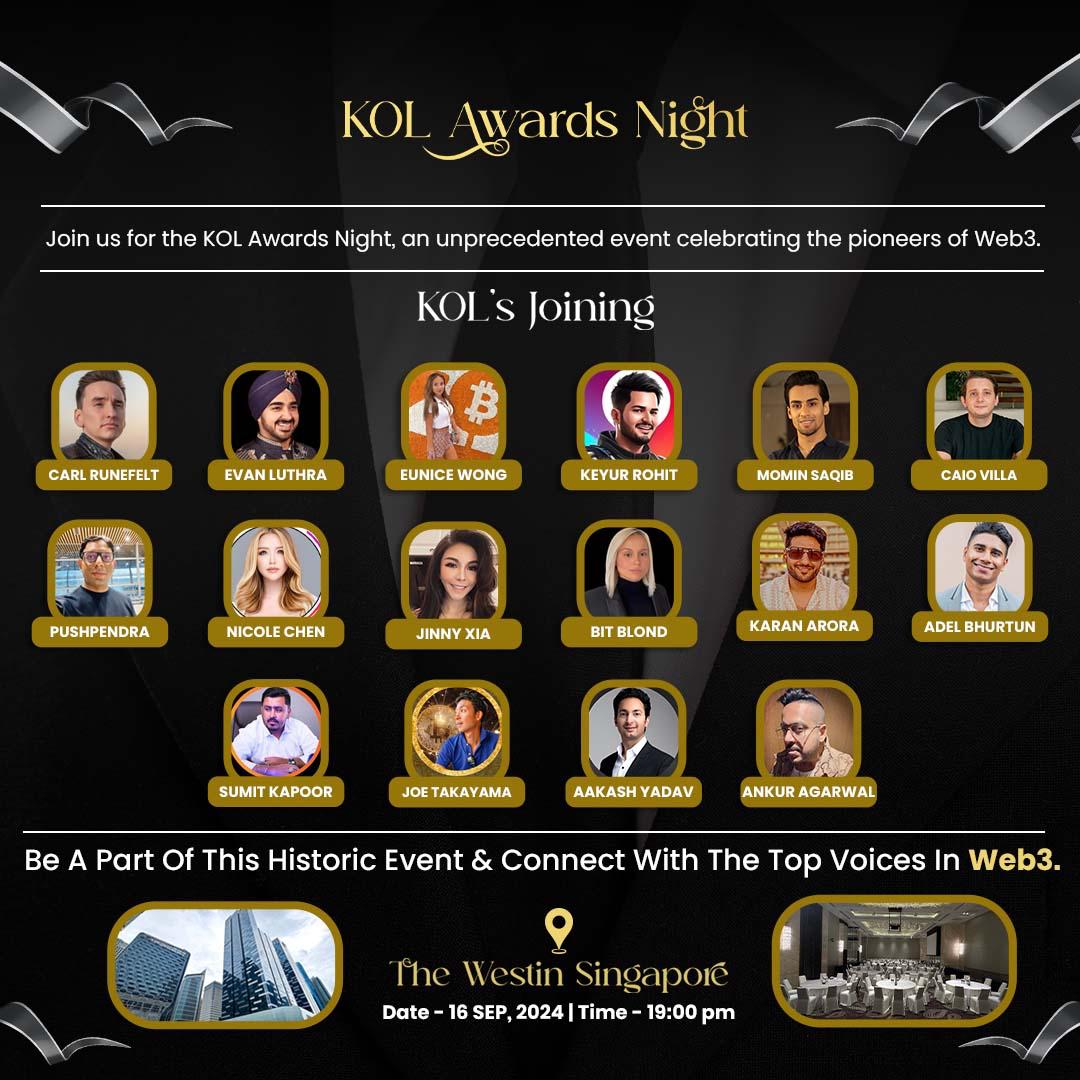 KOL Awards Night
Join us for the KOL Awards Night, an unprecedented event celebrating the pioneers of Web3.
KOL's Joining
CARL RUNEFELT
EVAN LUTHRA
EUNICE WONG
KEYUR ROHIT
MOMIN SAQIB
CAIO VILLA
PUSHPENDRA
NICOLE CHEN
JINNY XIA
BIT BLOND
KARAN ARORA
ADEL BHURTUN
SUMIT KAPOOR
JOE TAKAYAMA
AAKASH YADAV
ANKUR AGARWAL
Be A Part Of This Historic Event & Connect With The Top Voices In Web3.
The Westin Singapore
Date - 16 SEP, 2024 | Time - 19:00 pm